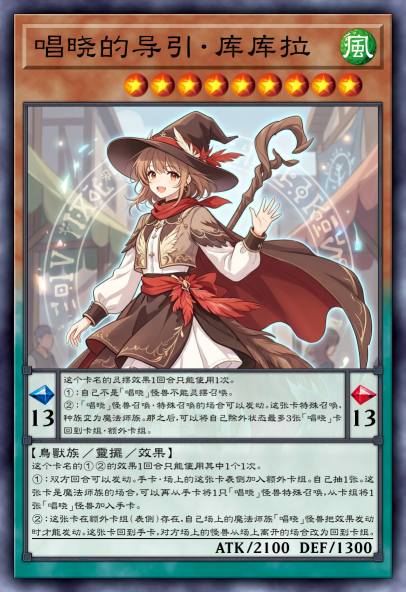 唱晓的导引·库库拉
風
这个卡名的灵摆效果1回合只能使用1次。
①：自己不是「唱晓」怪兽不能灵摆召唤。
②：「唱晓」怪兽召唤·特殊召唤的场合可以发动。这张卡特殊召唤，
种族变为魔法师族。那之后，可以将自己除外状态最多3张「唱晓」卡
回到卡组·额外卡组。
13
13
【鳥獸族／靈擺／效果】
这个卡名的①②的效果1回合只能使用其中1个1次。
①：双方回合可以发动。手卡·场上的这张卡表侧加入额外卡组。自己抽1张。这
张卡是魔法师族的场合，可以再从手卡将1只「唱晓」怪兽特殊召唤，从卡组将1
张「唱晓」怪兽加入手卡。
②：这张卡在额外卡组（表侧）存在，自己场上的魔法师族「唱晓」怪兽把效果发动
时才能发动。这张卡回到手卡，对方场上的怪兽从场上离开的场合改为回到卡组。
ATK/2100 DEF/1300